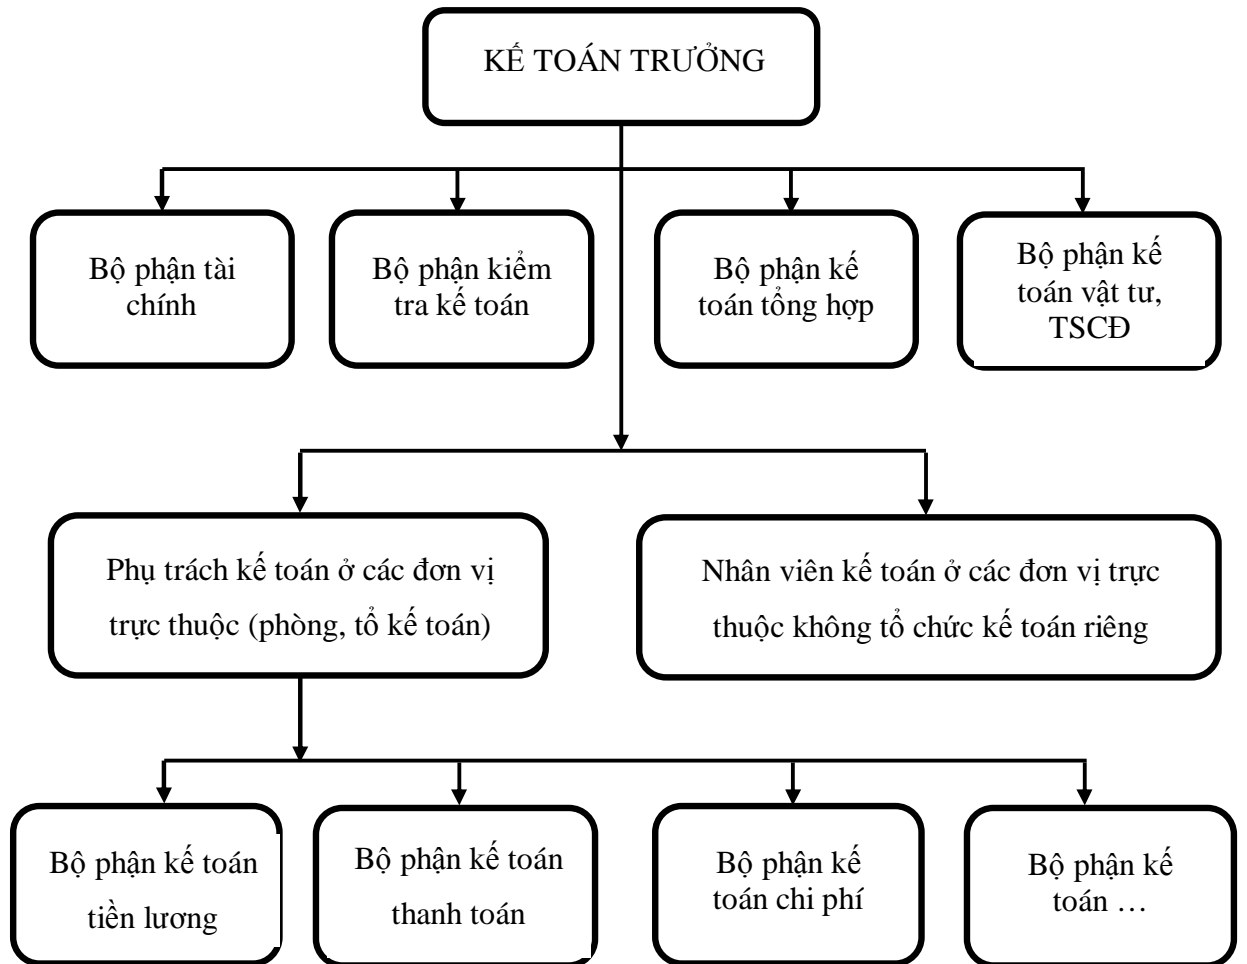 KẾ TOÁN TRƯỞNG
Bộ phận tài
chính
Bộ phận kiểm
tra kế toán
Bộ phận kế
toán tổng hợp
Bộ phận kế
toán vật tư,
TSCĐ
Phụ trách kế toán ở các đơn vị
trực thuộc (phòng, tổ kế toán)
Nhân viên kế toán ở các đơn vị trực
thuộc không tổ chức kế toán riêng
Bộ phận kế toán
tiền lương
Bộ phận kế toán
thanh toán
Bộ phận kế
toán chi phí
Bộ phận kế
toán …